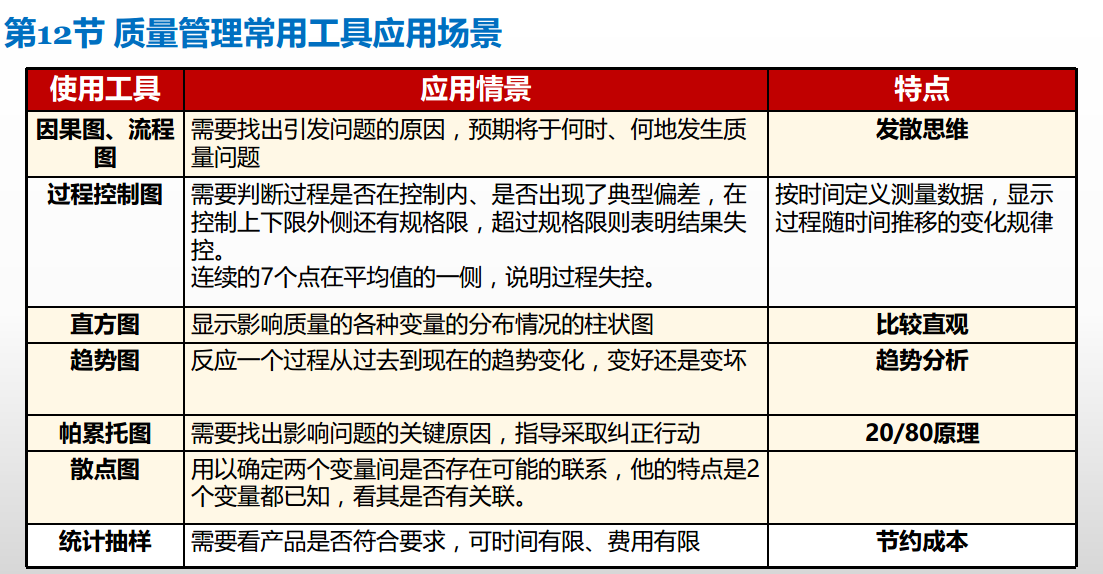 第12节 质量管理常用工具应用场景
使用工具
应用情景
特点
因果图、流程
图
需要找出引发问题的原因，预期将于何时、何地发生质
量问题
发散思维
过程控制图
需要判断过程是否在控制内、是否出现了典型偏差，在
控制上下限外侧还有规格限，超过规格限则表明结果失
控。
连续的7个点在平均值的一侧，说明过程失控。
按时间定义测量数据，显示
过程随时间推移的变化规律
直方图
显示影响质量的各种变量的分布情况的柱状图
比较直观
趋势图
反应一个过程从过去到现在的趋势变化，变好还是变坏
趋势分析
帕累托图
需要找出影响问题的关键原因，指导采取纠正行动
20/80原理
散点图
用以确定两个变量间是否存在可能的联系，他的特点是2
个变量都已知，看其是否有关联。
统计抽样
需要看产品是否符合要求，可时间有限、费用有限
节约成本